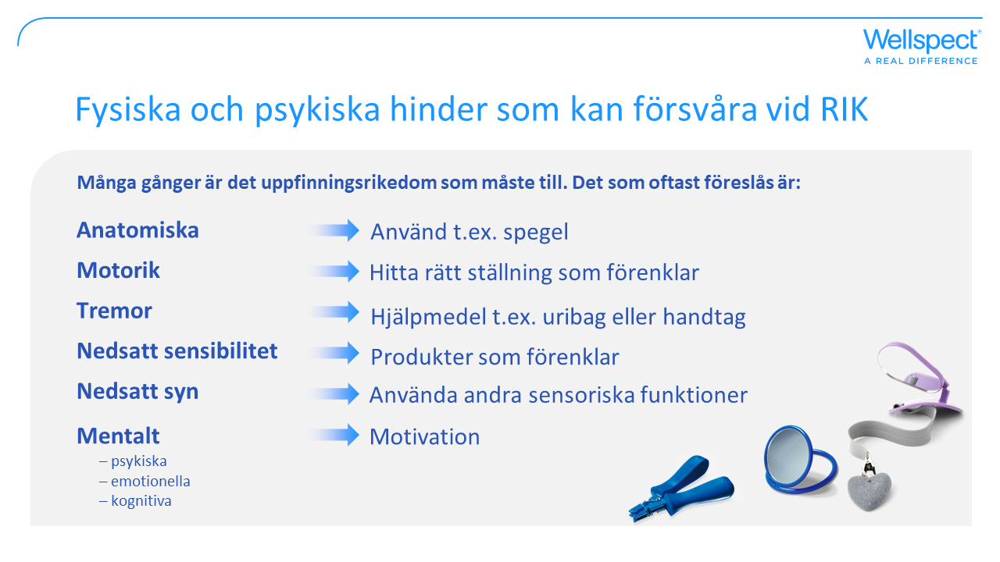 Wellspect®
A REAL DIFFERENCE
Fysiska och psykiska hinder som kan försvåra vid RIK
Många gånger är det uppfinningsrikedom som måste till. Det som oftast föreslås är:
Anatomiska Använd t.ex. spegel
Motorik Hitta rätt ställning som förenklar
Tremor Hjälpmedel t.ex. uribag eller handtag
Nedsatt sensibilitet Produkter som förenklar
Nedsatt syn Använda andra sensoriska funktioner
Mentalt Motivation
– psykiska
– emotionella
– kognitiva